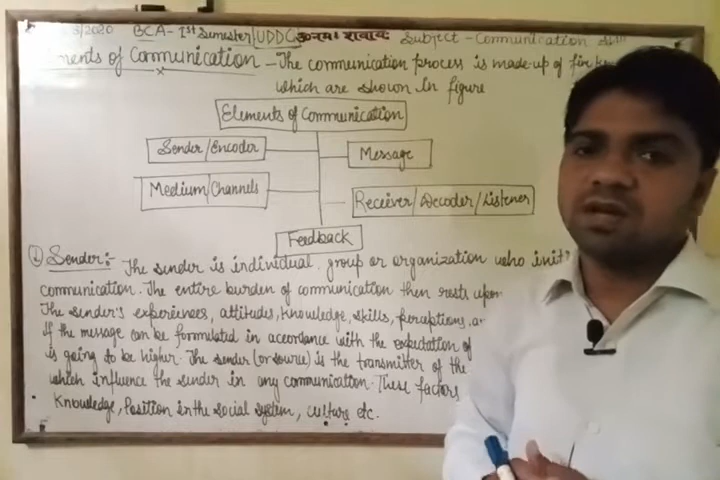 /2020 BCA-1st Semester/UDDC ॐ नमः शिवायः Subject-Communication
ments of Communication - The communication process is made-up of five
which are shown In figure
Elements of Communication
Sender/Encoder
Message
Medium/Channels
Receiver/Decoder/Listener
Feedback
① Sender:- The sender is individual group or organization who initi
communication. The entire burden of communication then rests upon
The sender's experiences, attitudes, knowledge, skills, perceptions, a
If the message can be formulated in accordance with the expectation of
is going to be higher. The sender (or source) is the transmitter of the
which influence the sender in any communication. These factors
Knowledge, Position in the Social System, culture etc.